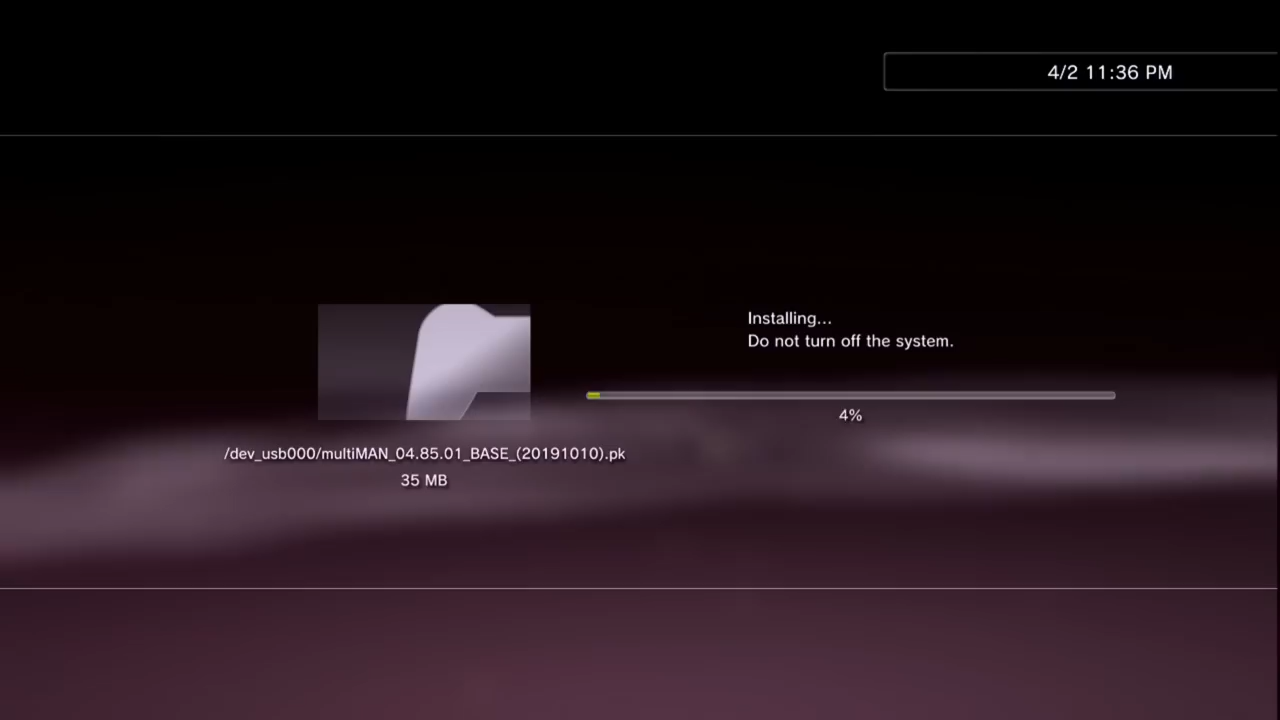 4/2 11:36 PM
Installing...
Do not turn off the system.
4%
/dev_usb000/multiMAN_04.85.01_BASE_(20191010).pk
35 MB